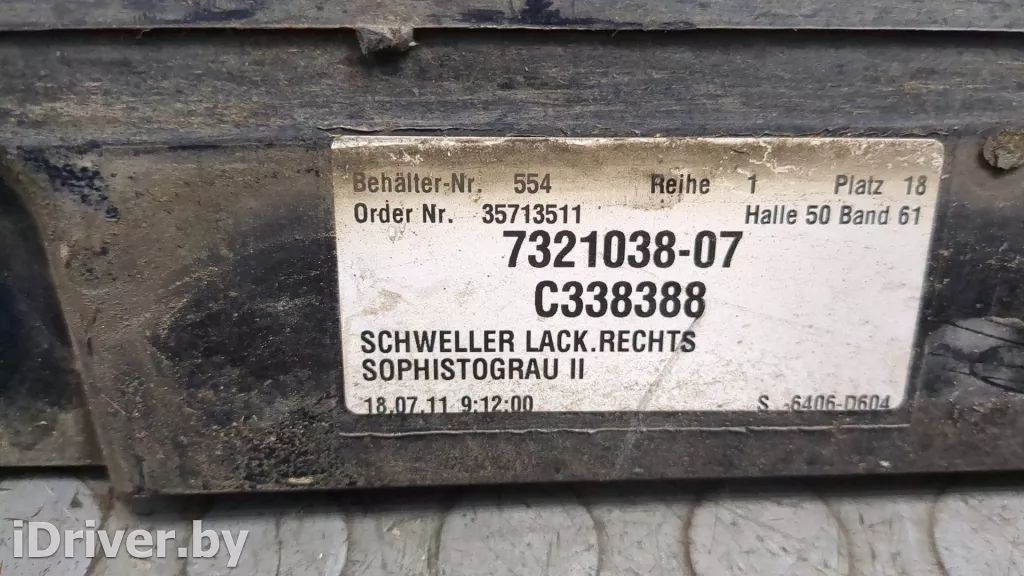 Behälter-Nr. 554 Reihe 1 Platz 18
Order Nr. 35713511 Halle 50 Band 61
7321038-07
C338388
SCHWELLER LACK.RECHTS
SOPHISTOGRAU II
18.07.11 9:12:00 S -6406-D604
iDriver.by